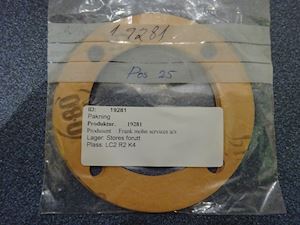 19281
Pos 25
080
ID: 19281
Pakning
Produktnr. 19281
Produsent Frank mohn services a/s
Lager: Stores forutt
Plass: LC2 R2 K4